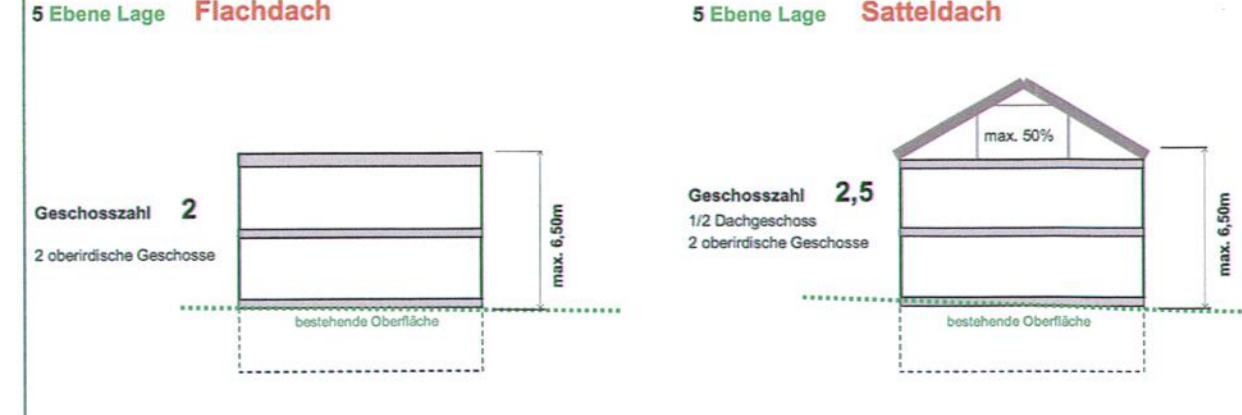 5 Ebene Lage Flachdach
Geschosszahl 2
2 oberirdische Geschosse
max. 6,50m
bestehende Oberfläche
5 Ebene Lage Satteldach
max. 50%
Geschosszahl 2,5
1/2 Dachgeschoss
2 oberirdische Geschosse
max. 6,50m
bestehende Oberfläche